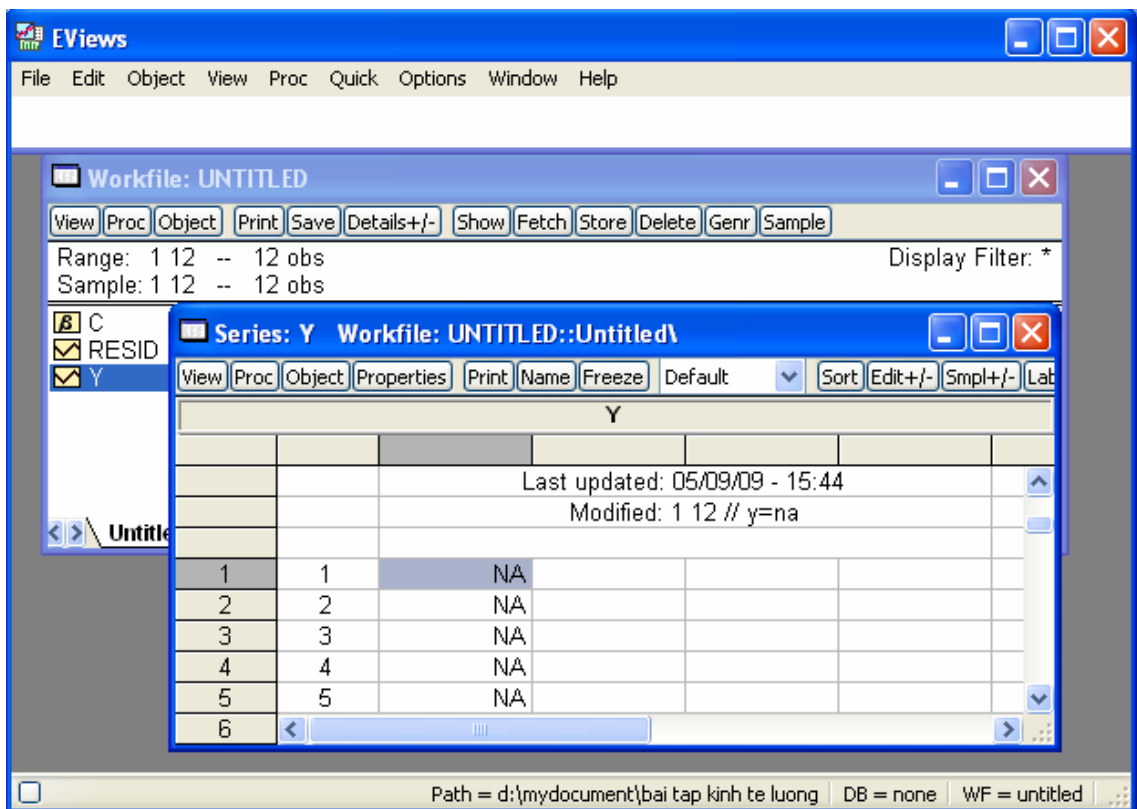 EViews
File Edit Object View Proc Quick Options Window Help
Workfile: UNTITLED
View Proc Object Print Save Details+/- Show Fetch Store Delete Genr Sample
Range: 1 12 -- 12 obs Display Filter: *
Sample: 1 12 -- 12 obs
C
RESID
Y
Untitle
Series: Y Workfile: UNTITLED::Untitled\
View Proc Object Properties Print Name Freeze Default Sort Edit+/- Smpl+/- Lab
Y
Last updated: 05/09/09 - 15:44
Modified: 1 12 // y=na
1 1 NA
2 2 NA
3 3 NA
4 4 NA
5 5 NA
6
Path = d:\mydocument\bai tap kinh te luong DB = none WF = untitled